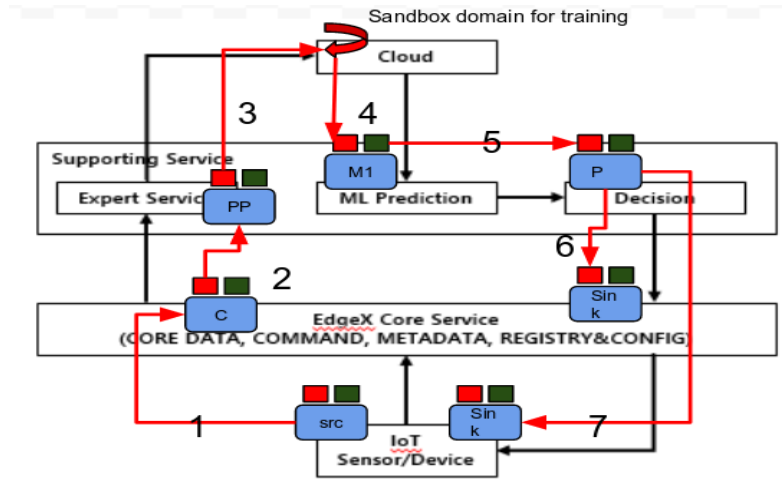 Sandbox domain for training
Cloud
3
4
5
Supporting Service
M1
P
Expert Servic
PP
ML Prediction
Decision
6
2
Sin
k
C
EdgeX Core Service
(CORE DATA, COMMAND, METADATA, REGISTRY&CONFIG)
1
src
Sin
k
7
IoT
Sensor/Device